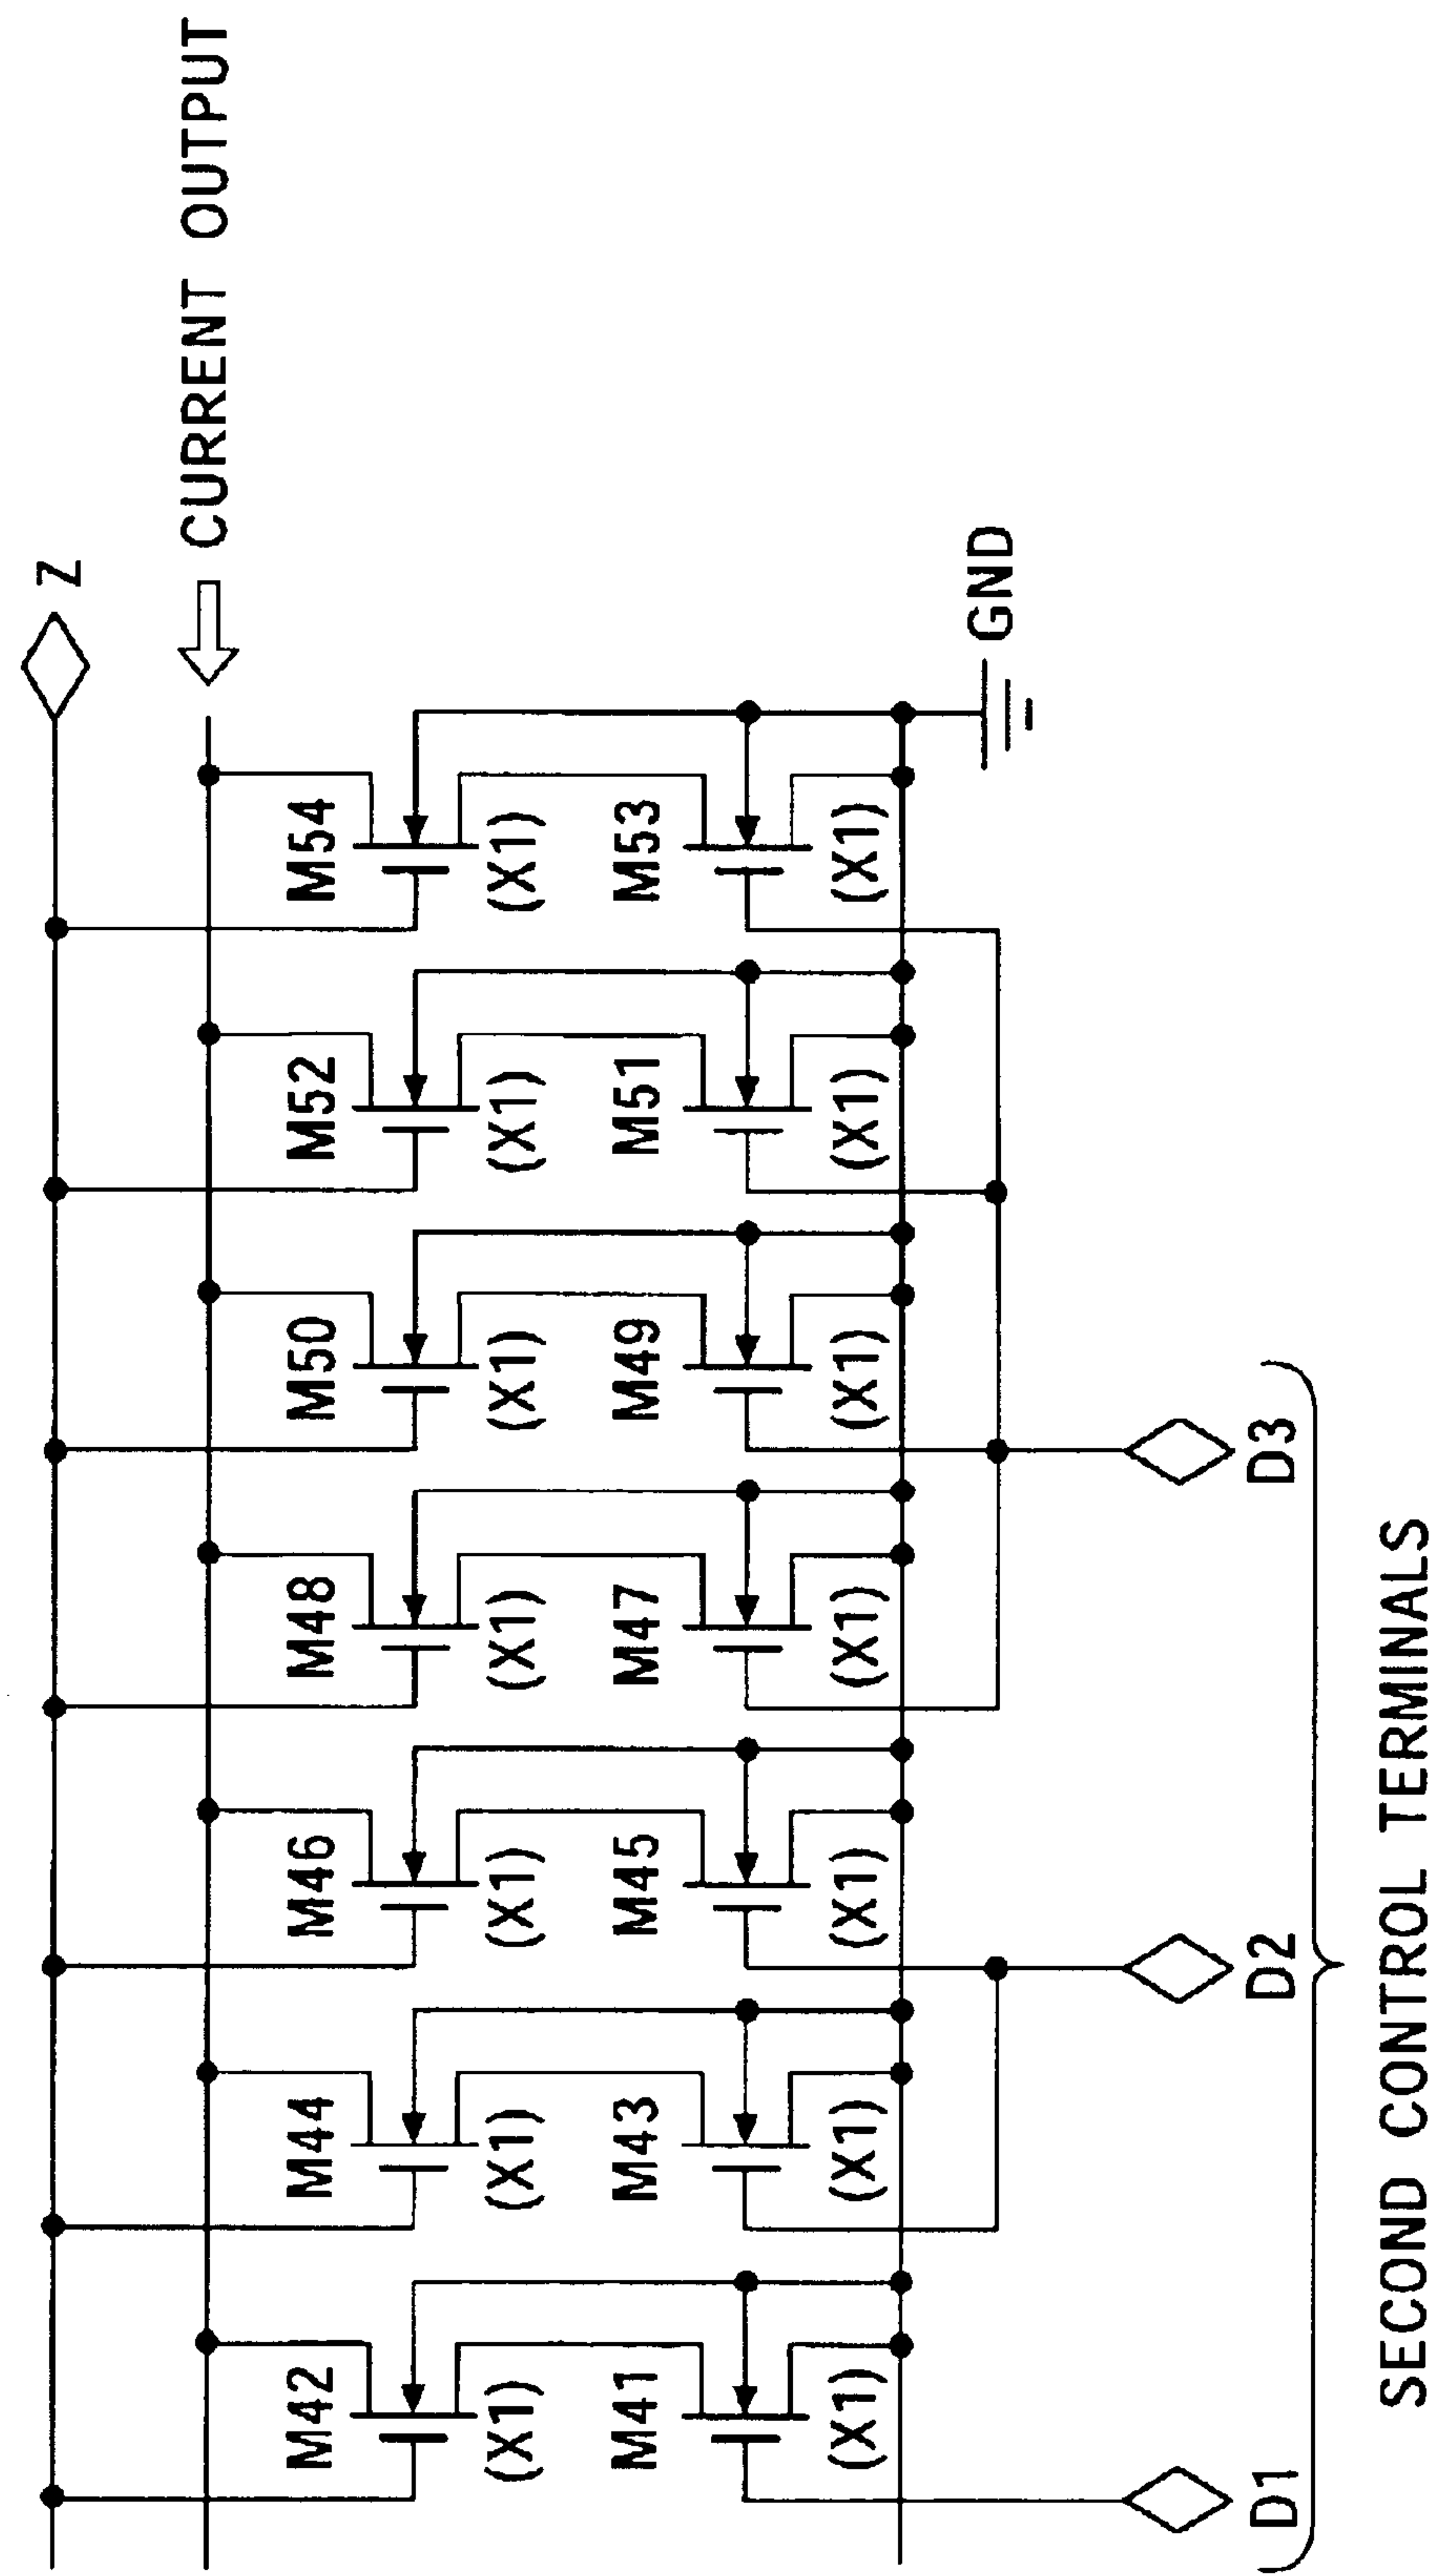 Z
CURRENT OUTPUT
M42 M44 M46 M48 M50 M52 M54
(X1) (X1) (X1) (X1) (X1) (X1) (X1)
M41 M43 M45 M47 M49 M51 M53
(X1) (X1) (X1) (X1) (X1) (X1) (X1)
GND
D1 D2 D3
SECOND CONTROL TERMINALS